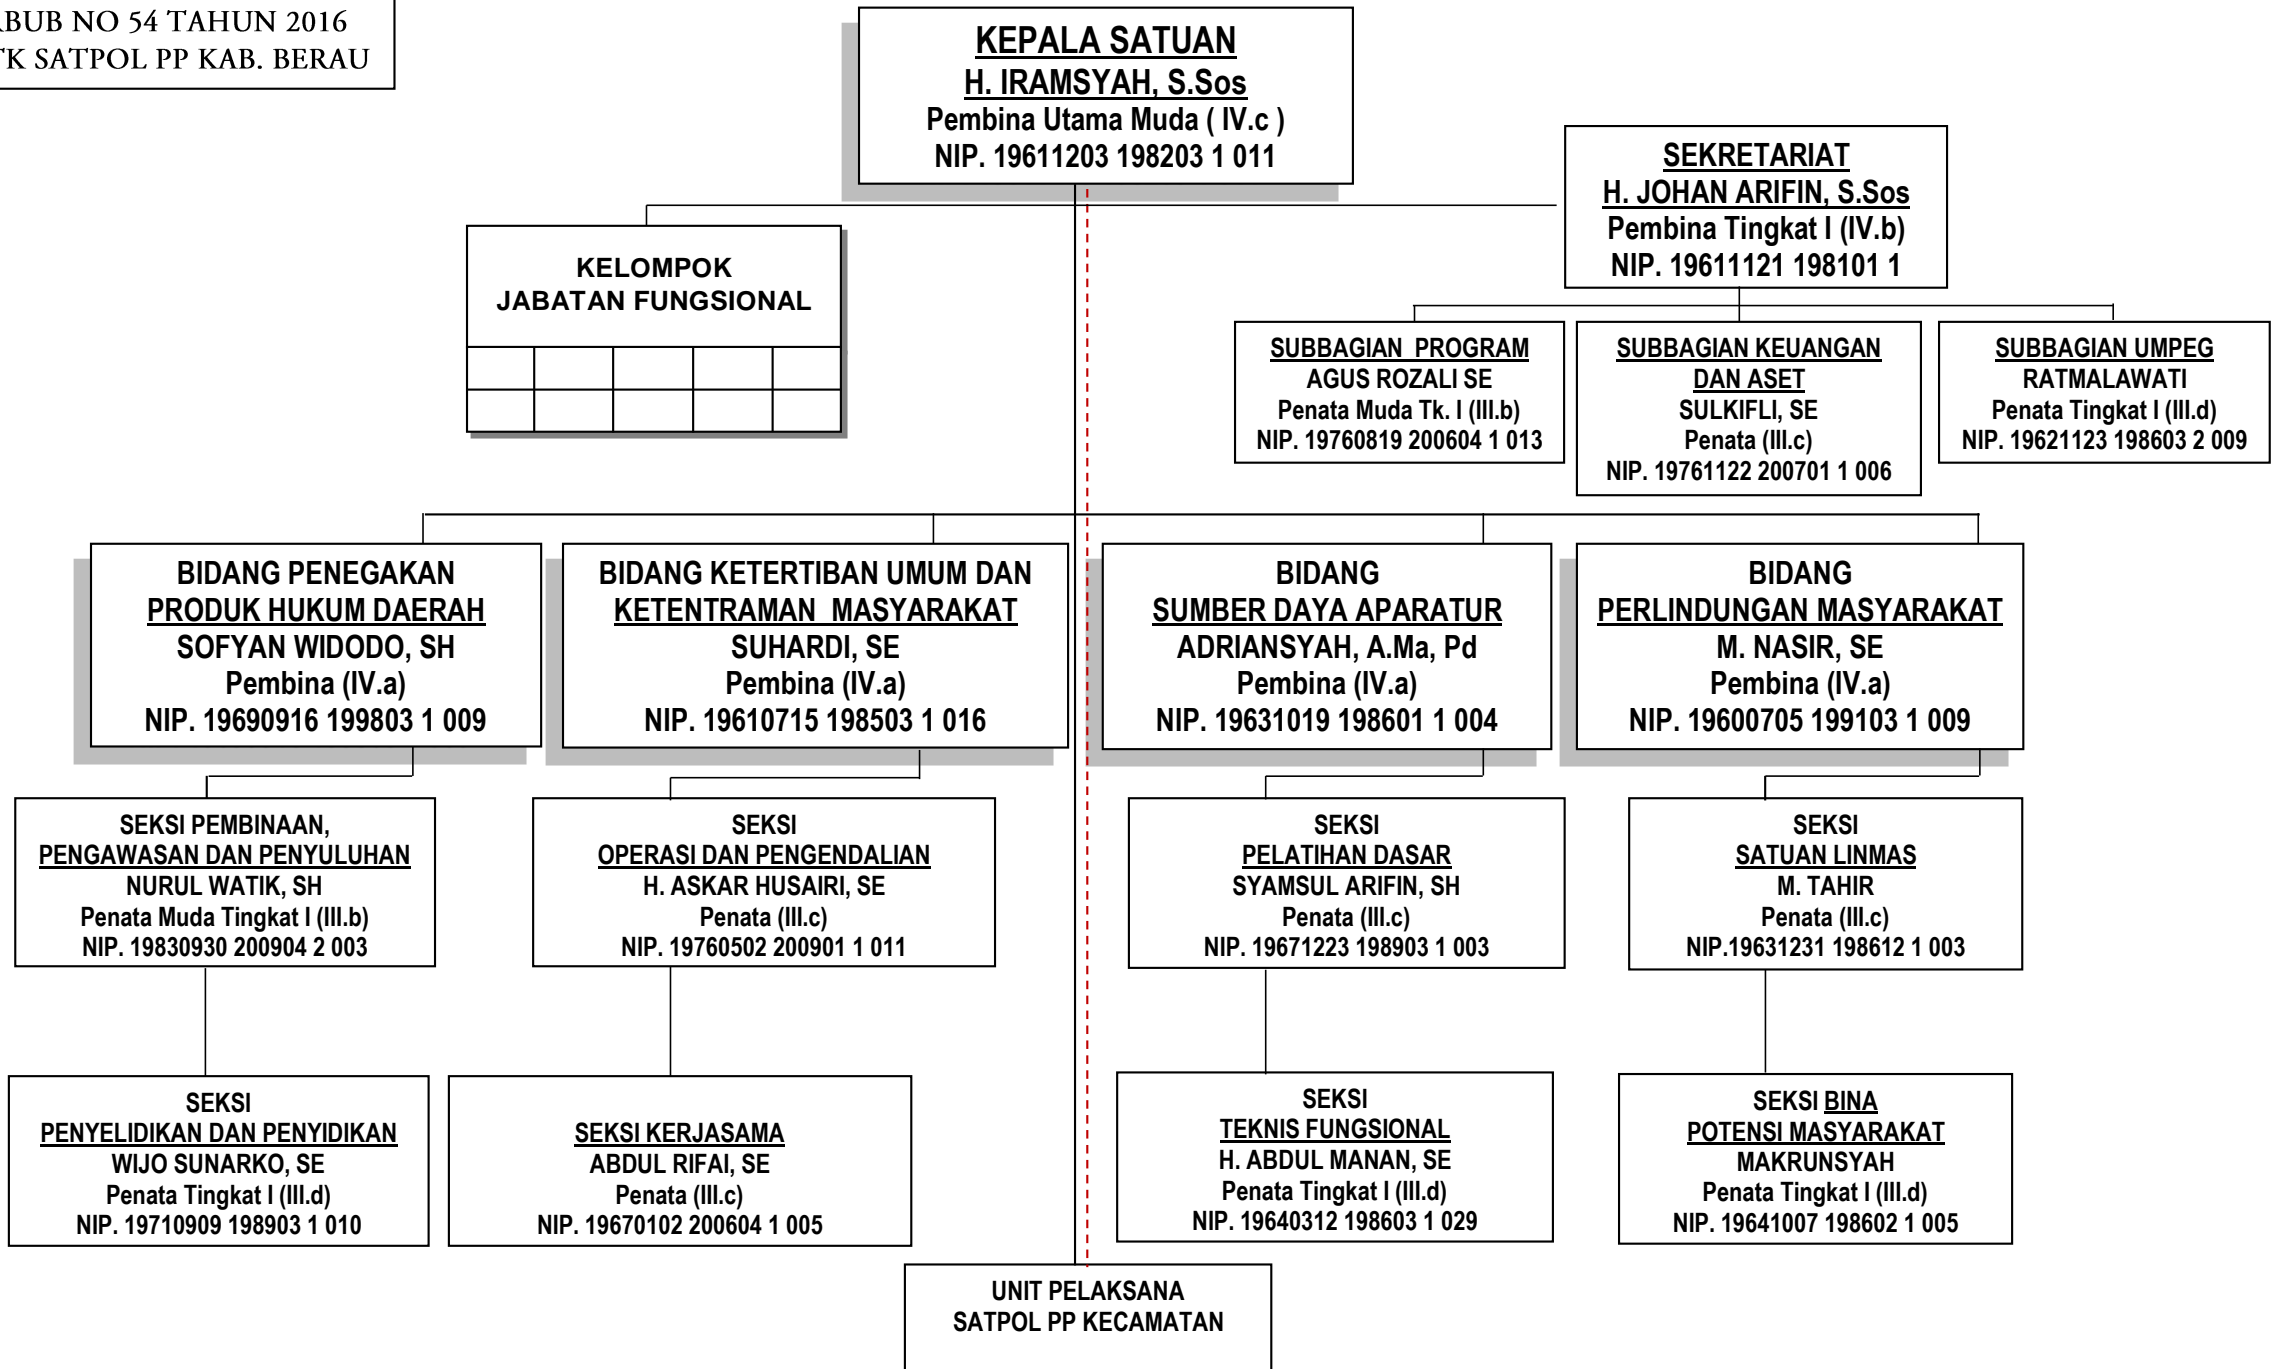 RBUB NO 54 TAHUN 2016
TK SATPOL PP KAB. BERAU
KEPALA SATUAN
H. IRAMSYAH, S.Sos
Pembina Utama Muda ( IV.c )
NIP. 19611203 198203 1 011
SEKRETARIAT
H. JOHAN ARIFIN, S.Sos
Pembina Tingkat I (IV.b)
NIP. 19611121 198101 1
KELOMPOK
JABATAN FUNGSIONAL
SUBBAGIAN PROGRAM
AGUS ROZALI SE
Penata Muda Tk. I (III.b)
NIP. 19760819 200604 1 013
SUBBAGIAN KEUANGAN
DAN ASET
SULKIFLI, SE
Penata (III.c)
NIP. 19761122 200701 1 006
SUBBAGIAN UMPEG
RATMALAWATI
Penata Tingkat I (III.d)
NIP. 19621123 198603 2 009
BIDANG PENEGAKAN
PRODUK HUKUM DAERAH
SOFYAN WIDODO, SH
Pembina (IV.a)
NIP. 19690916 199803 1 009
BIDANG KETERTIBAN UMUM DAN
KETENTRAMAN MASYARAKAT
SUHARDI, SE
Pembina (IV.a)
NIP. 19610715 198503 1 016
BIDANG
SUMBER DAYA APARATUR
ADRIANSYAH, A.Ma, Pd
Pembina (IV.a)
NIP. 19631019 198601 1 004
BIDANG
PERLINDUNGAN MASYARAKAT
M. NASIR, SE
Pembina (IV.a)
NIP. 19600705 199103 1 009
SEKSI PEMBINAAN,
PENGAWASAN DAN PENYULUHAN
NURUL WATIK, SH
Penata Muda Tingkat I (III.b)
NIP. 19830930 200904 2 003
SEKSI
OPERASI DAN PENGENDALIAN
H. ASKAR HUSAIRI, SE
Penata (III.c)
NIP. 19760502 200901 1 011
SEKSI
PELATIHAN DASAR
SYAMSUL ARIFIN, SH
Penata (III.c)
NIP. 19671223 198903 1 003
SEKSI
SATUAN LINMAS
M. TAHIR
Penata (III.c)
NIP.19631231 198612 1 003
SEKSI
PENYELIDIKAN DAN PENYIDIKAN
WIJO SUNARKO, SE
Penata Tingkat I (III.d)
NIP. 19710909 198903 1 010
SEKSI KERJASAMA
ABDUL RIFAI, SE
Penata (III.c)
NIP. 19670102 200604 1 005
SEKSI
TEKNIS FUNGSIONAL
H. ABDUL MANAN, SE
Penata Tingkat I (III.d)
NIP. 19640312 198603 1 029
SEKSI BINA
POTENSI MASYARAKAT
MAKRUNSYAH
Penata Tingkat I (III.d)
NIP. 19641007 198602 1 005
UNIT PELAKSANA
SATPOL PP KECAMATAN